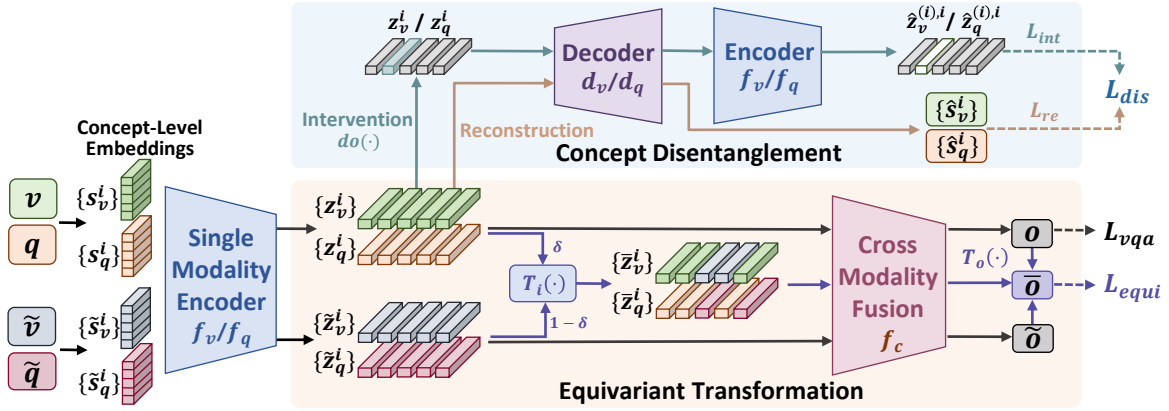 z_v^i / z_q^i
ẑ_v^{(i),i} / ẑ_q^{(i),i}
Decoder
d_v/d_q
Encoder
f_v/f_q
L_int
L_dis
L_re
{ŝ_v^i}
{ŝ_q^i}
Intervention
do(·)
Reconstruction
Concept Disentanglement
Concept-Level
Embeddings
v
q
{s_v^i}
{s_q^i}
ṽ
q̃
{s̃_v^i}
{s̃_q^i}
Single
Modality
Encoder
f_v/f_q
{z_v^i}
{z_q^i}
{z̃_v^i}
{z̃_q^i}
δ
T_i(·)
1−δ
{z̄_v^i}
{z̄_q^i}
Cross
Modality
Fusion
f_c
o
T_o(·)
ō
õ
L_vqa
L_equi
Equivariant Transformation